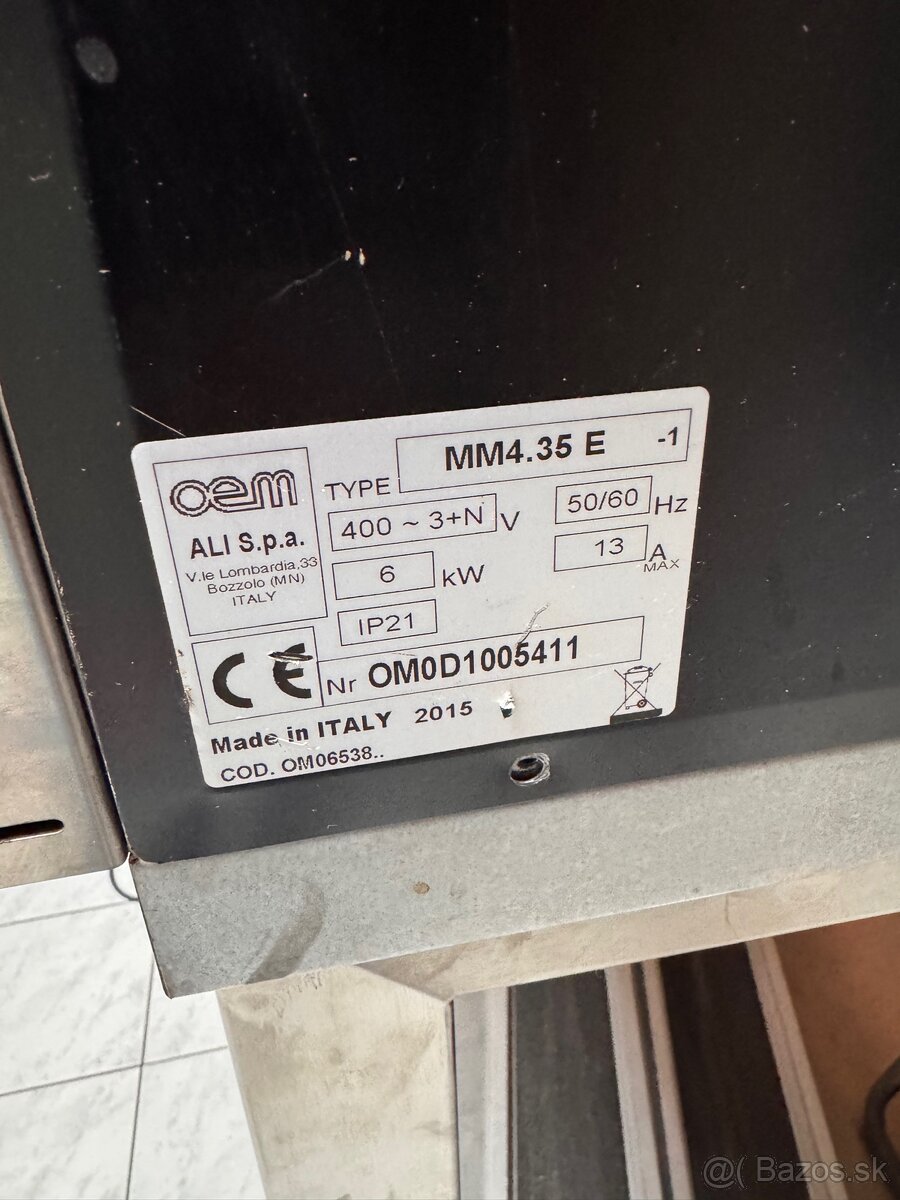 oem
ALI S.p.a.
V.le Lombardia,33
Bozzolo (MN)
ITALY
TYPE MM4.35 E -1
400 ~ 3+N V 50/60 Hz
6 kW 13 A MAX
IP21
CE Nr OM0D1005411
Made in ITALY 2015
COD. OM06538..
@( Bazos.sk